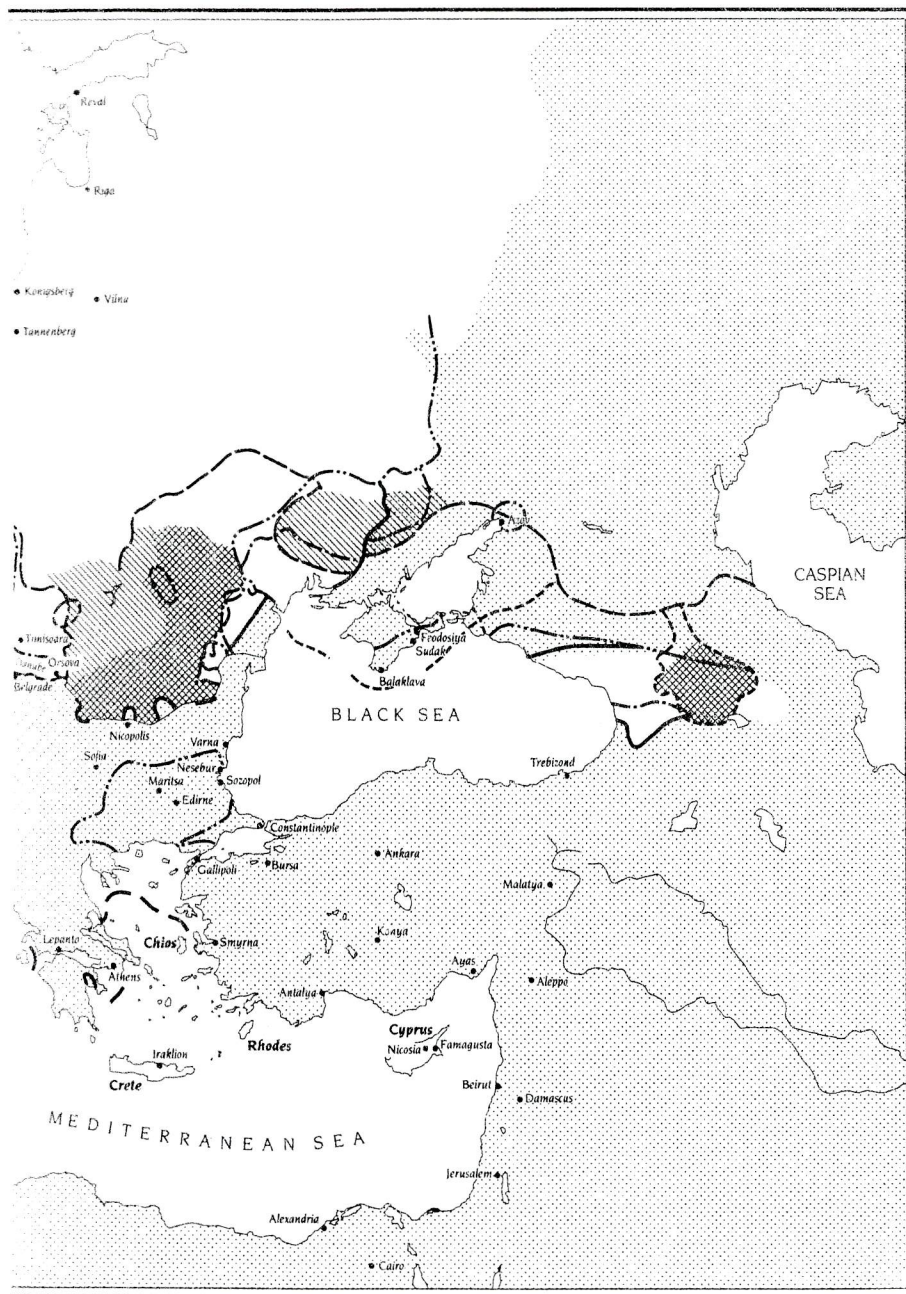 Reval
Riga
Konigsberg
Vilna
Tannenberg
Azov
CASPIAN
SEA
Timisoara
Danube Orsova
Belgrade
Feodosiya
Sudak
Balaklava
BLACK SEA
Nicopolis
Varna
Sofia
Nesebur
Maritsa
Sozopol
Edirne
Trebizond
Constantinople
Ankara
Gallipoli
Bursa
Malatya
Chios
Lepanto
Smyrna
Konya
Athens
Ayas
Aleppo
Antalya
Cyprus
Rhodes
Nicosia
Famagusta
Iraklion
Crete
Beirut
Damascus
MEDITERRANEAN SEA
Jerusalem
Alexandria
Cairo